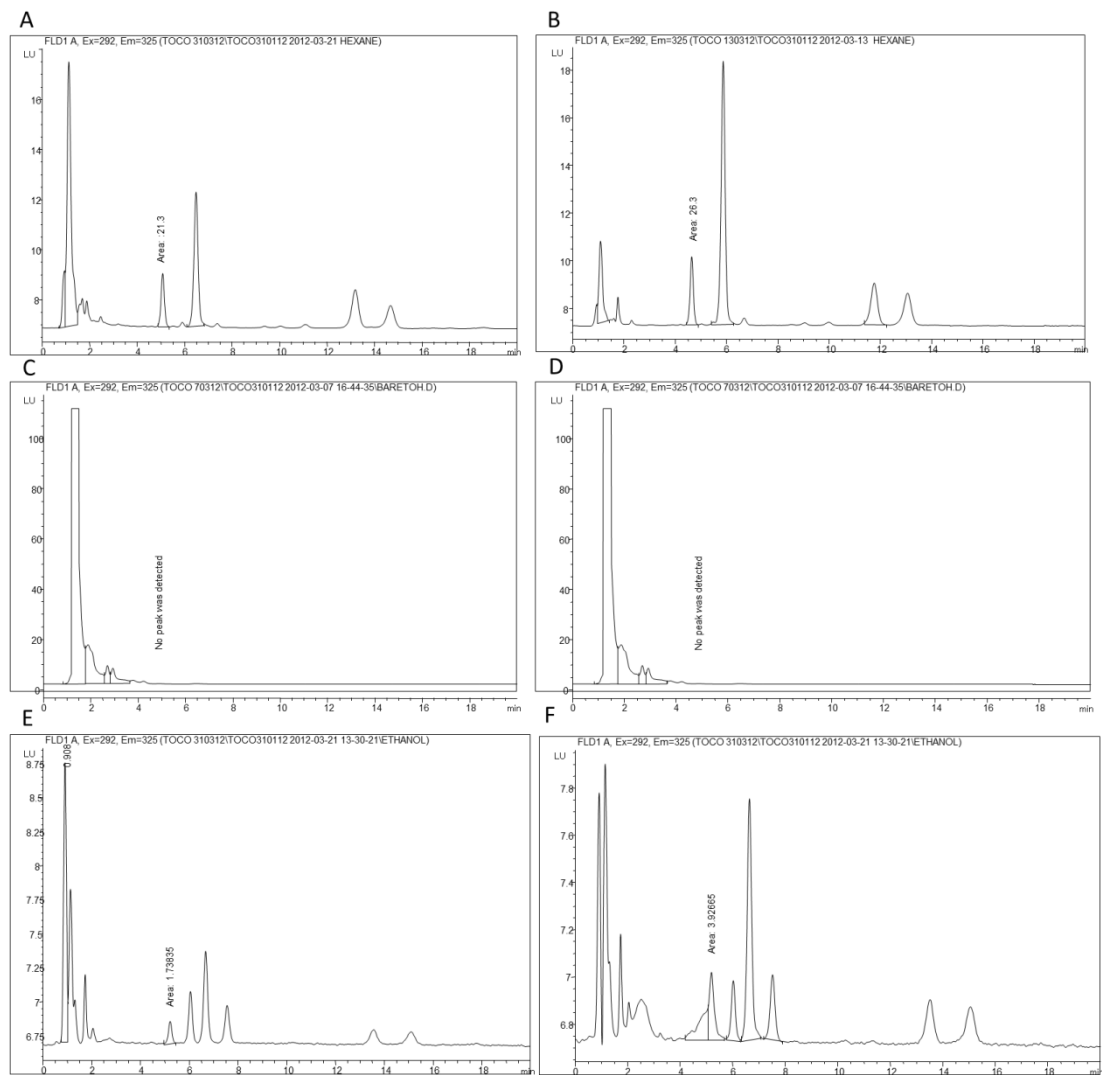 A
FLD1 A, Ex=292, Em=325 (TOCO 310312\TOCO310112 2012-03-21 HEXANE)
LU
16
14
12
10
8
Area: :21.3
0 2 4 6 8 10 12 14 16 18 min
B
FLD1 A, Ex=292, Em=325 (TOCO 130312\TOCO310112 2012-03-13 HEXANE)
LU
18
16
14
12
10
8
Area: 26.3
0 2 4 6 8 10 12 14 16 18 min
C
FLD1 A, Ex=292, Em=325 (TOCO 70312\TOCO310112 2012-03-07 16-44-35\BARETOH.D)
LU
100
80
60
40
20
0
No peak was detected
0 2 4 6 8 10 12 14 16 18 min
D
FLD1 A, Ex=292, Em=325 (TOCO 70312\TOCO310112 2012-03-07 16-44-35\BARETOH.D)
LU
100
80
60
40
20
0
No peak was detected
0 2 4 6 8 10 12 14 16 18 min
E
FLD1 A, Ex=292, Em=325 (TOCO 310312\TOCO310112 2012-03-21 13-30-21\ETHANOL)
LU
8.75
8.5
8.25
8
7.75
7.5
7.25
7
6.75
0.908
Area: 1.73835
0 2 4 6 8 10 12 14 16 18 min
F
FLD1 A, Ex=292, Em=325 (TOCO 310312\TOCO310112 2012-03-21 13-30-21\ETHANOL)
LU
7.8
7.6
7.4
7.2
7
6.8
Area: 3.92665
0 2 4 6 8 10 12 14 16 18 min